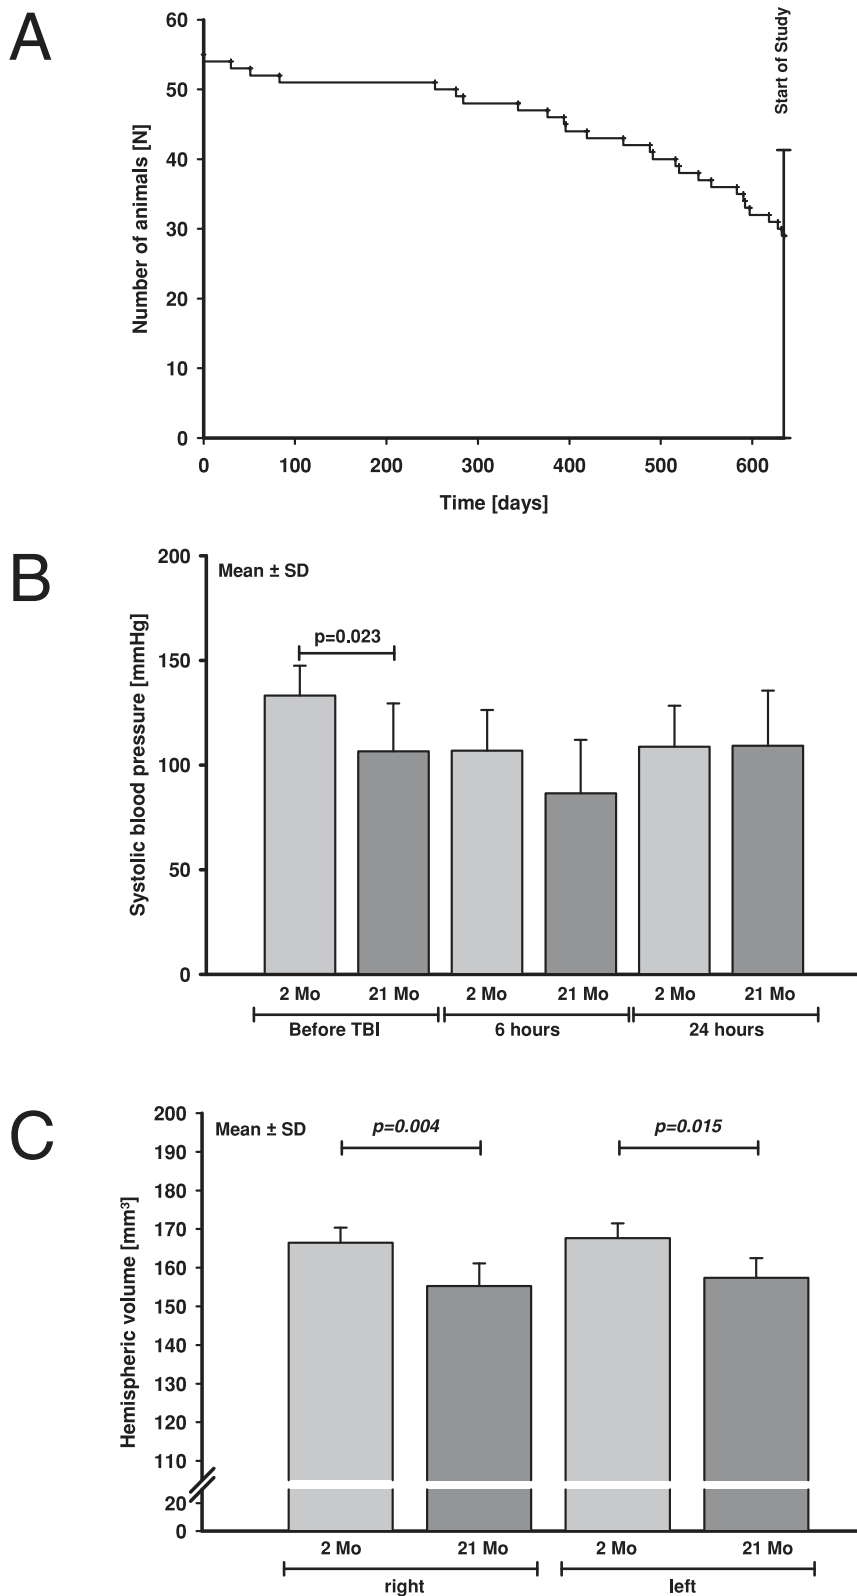 A
Start of Study
Number of animals [N]
60
50
40
30
20
10
0
0 100 200 300 400 500 600
Time [days]
B
Mean ± SD
p=0.023
Systolic blood pressure [mmHg]
200
150
100
50
0
2 Mo 21 Mo 2 Mo 21 Mo 2 Mo 21 Mo
Before TBI 6 hours 24 hours
C
Mean ± SD
p=0.004
p=0.015
Hemispheric volume [mm³]
200
190
180
170
160
150
140
130
120
110
20
0
2 Mo 21 Mo 2 Mo 21 Mo
right left